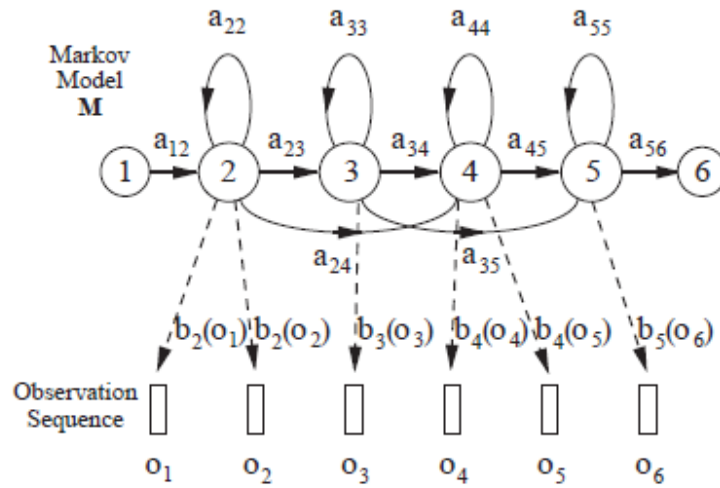 a₂₂ a₃₃ a₄₄ a₅₅
Markov
Model
M
a₁₂ a₂₃ a₃₄ a₄₅ a₅₆
1 2 3 4 5 6
a₂₄ a₃₅
b₂(o₁) b₂(o₂) b₃(o₃) b₄(o₄) b₄(o₅) b₅(o₆)
Observation
Sequence
o₁ o₂ o₃ o₄ o₅ o₆